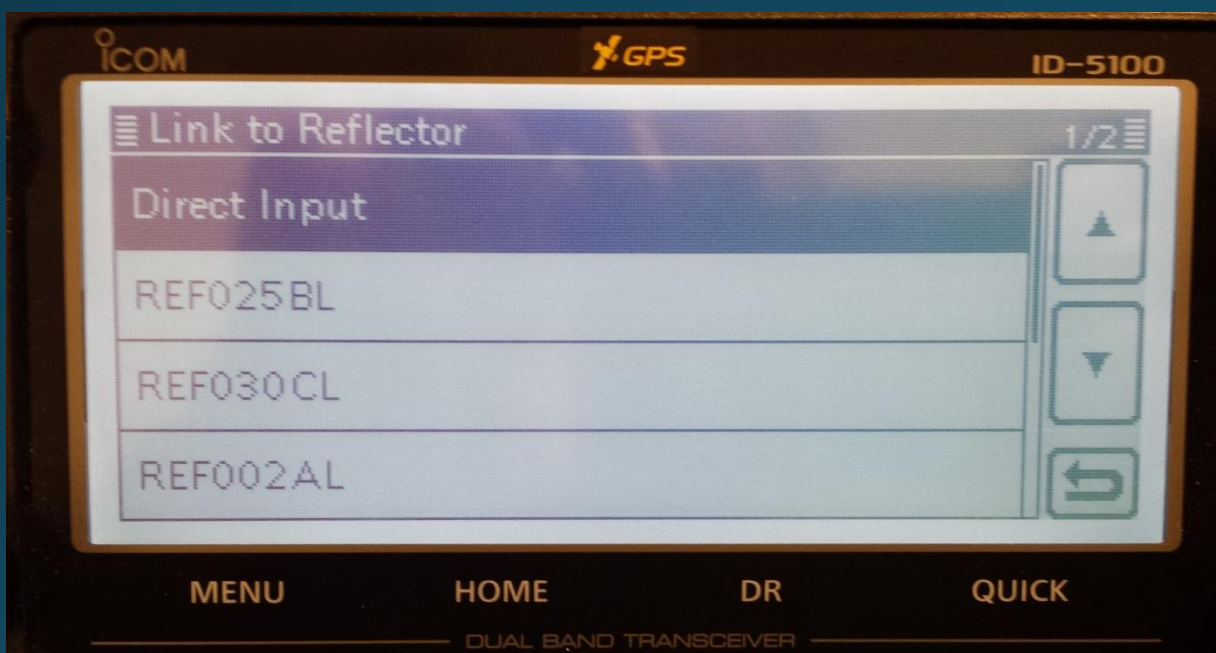 ICOM GPS ID-5100
Link to Reflector 1/2
Direct Input
REF025BL
REF030CL
REF002AL
MENU HOME DR QUICK
DUAL BAND TRANSCEIVER